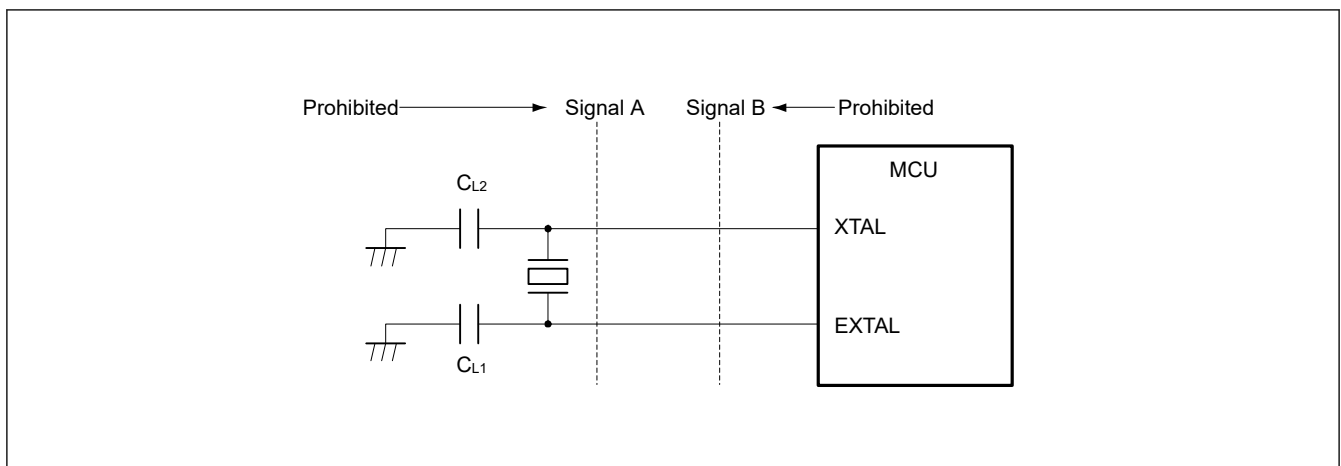 Prohibited Signal A Signal B Prohibited
MCU
CL2
XTAL
EXTAL
CL1